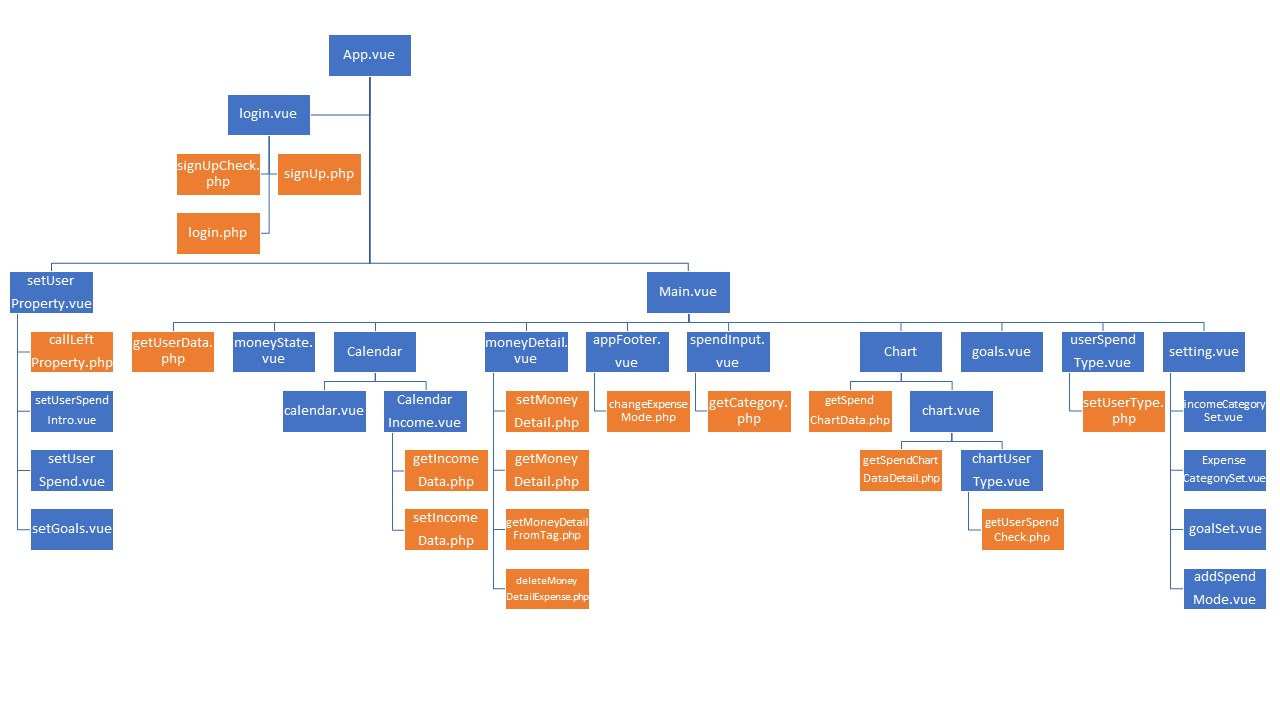 App.vue
login.vue
signUpCheck.
php
signUp.php
login.php
setUser
Property.vue
Main.vue
callLeft
Property.php
getUserData.
php
moneyState.
vue
Calendar
moneyDetail.
vue
appFooter.
vue
spendInput.
vue
Chart
goals.vue
userSpend
Type.vue
setting.vue
setUserSpend
Intro.vue
calendar.vue
Calendar
Income.vue
setMoney
Detail.php
changeExpense
Mode.php
getCategory.
php
getSpend
ChartData.php
chart.vue
setUserType.
php
incomeCategory
Set.vue
setUser
Spend.vue
getIncome
Data.php
getMoney
Detail.php
getSpendChart
DataDetail.php
chartUser
Type.vue
Expense
CategorySet.vue
setGoals.vue
setIncome
Data.php
getMoneyDetail
FromTag.php
getUserSpend
Check.php
goalSet.vue
deleteMoney
DetailExpense.php
addSpend
Mode.vue